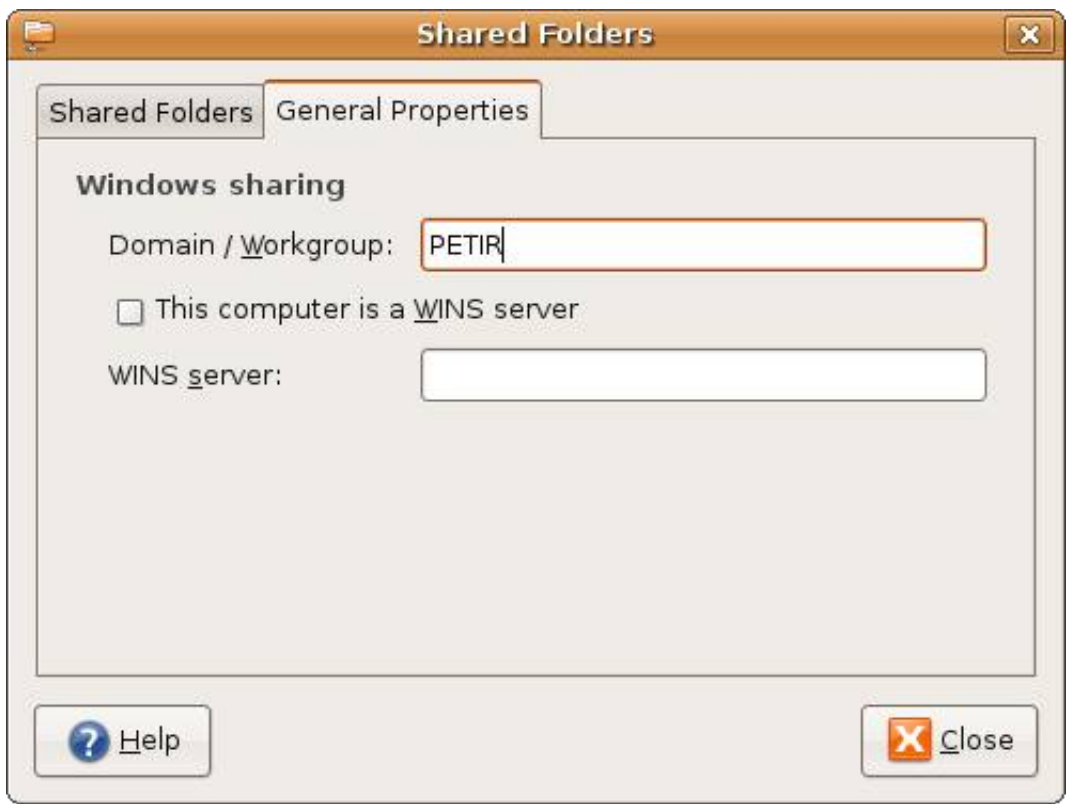 Shared Folders
Shared Folders General Properties
Windows sharing
Domain / Workgroup: PETIR
This computer is a WINS server
WINS server:
Help Close